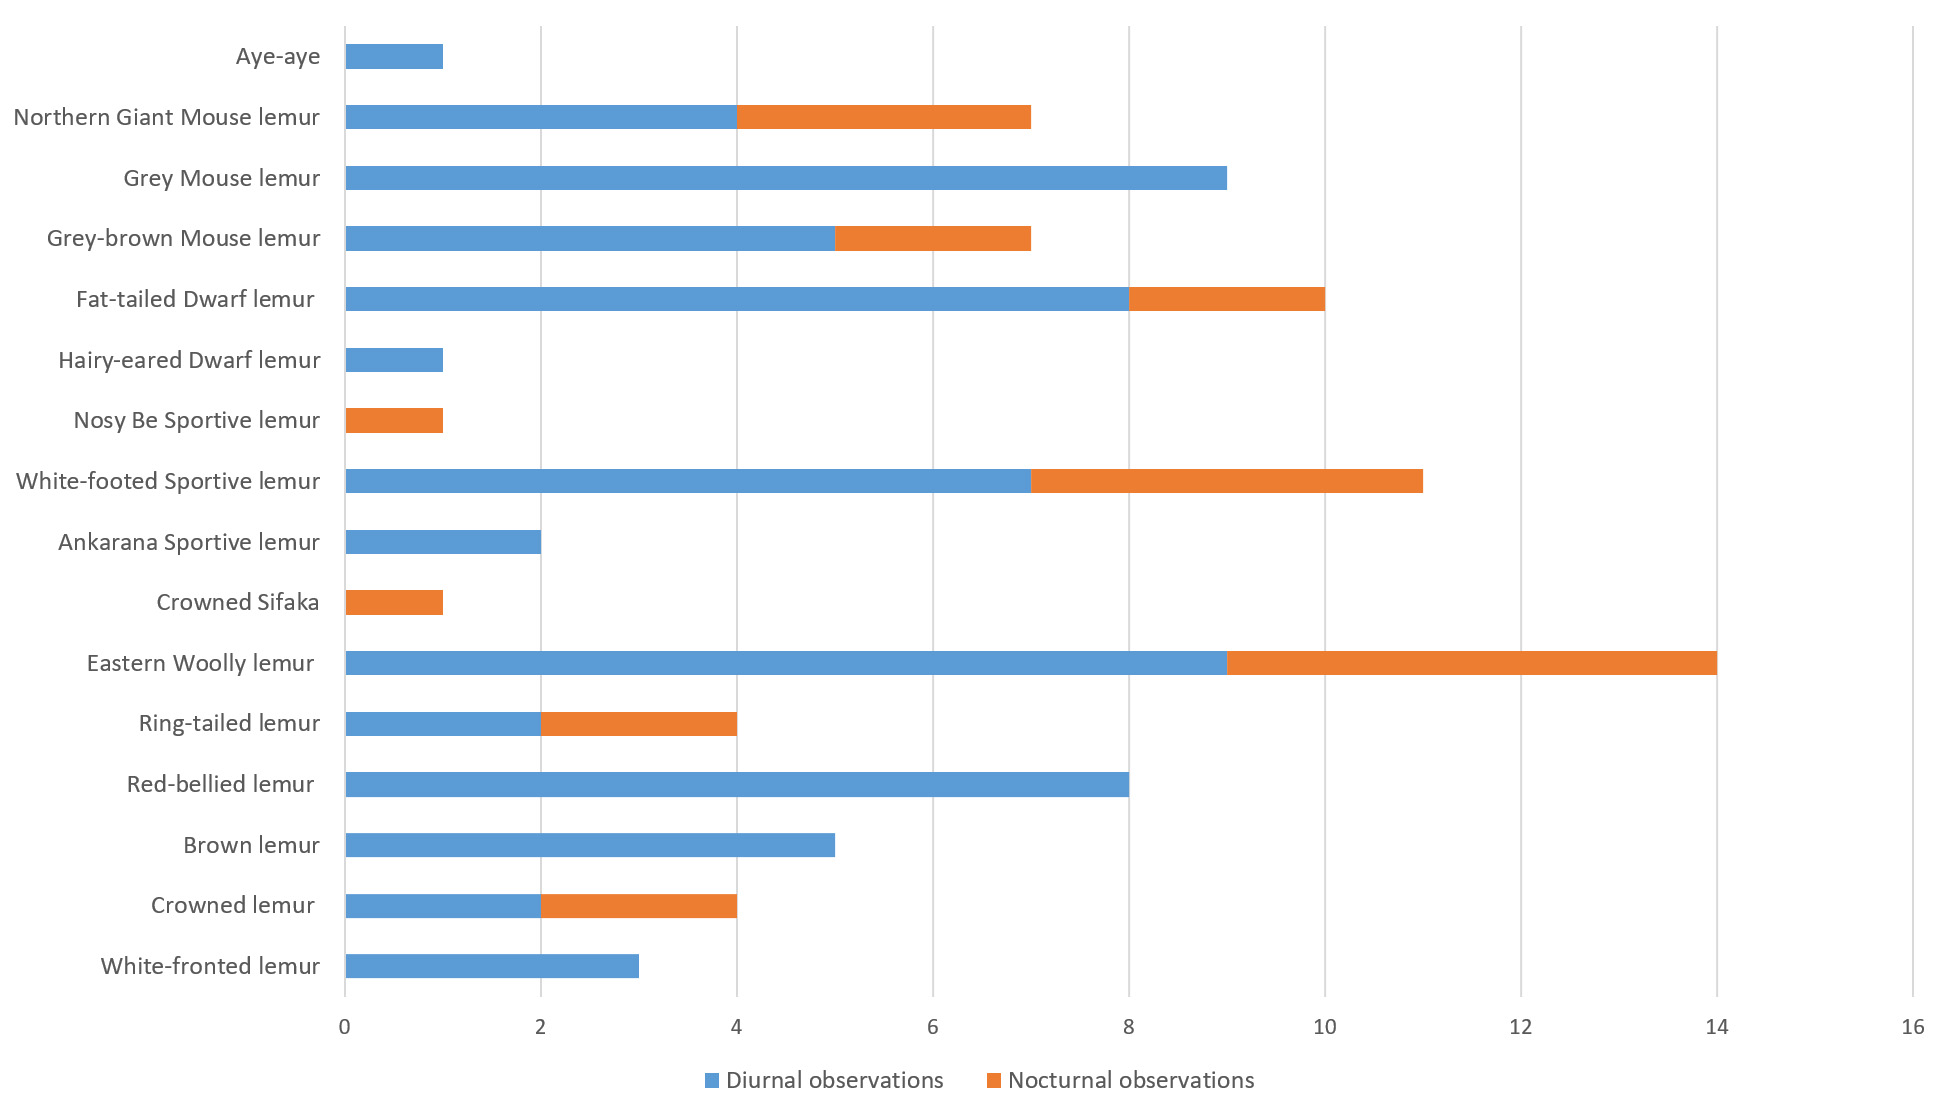 Aye-aye
Northern Giant Mouse lemur
Grey Mouse lemur
Grey-brown Mouse lemur
Fat-tailed Dwarf lemur
Hairy-eared Dwarf lemur
Nosy Be Sportive lemur
White-footed Sportive lemur
Ankarana Sportive lemur
Crowned Sifaka
Eastern Woolly lemur
Ring-tailed lemur
Red-bellied lemur
Brown lemur
Crowned lemur
White-fronted lemur
0 2 4 6 8 10 12 14 16
Diurnal observations Nocturnal observations